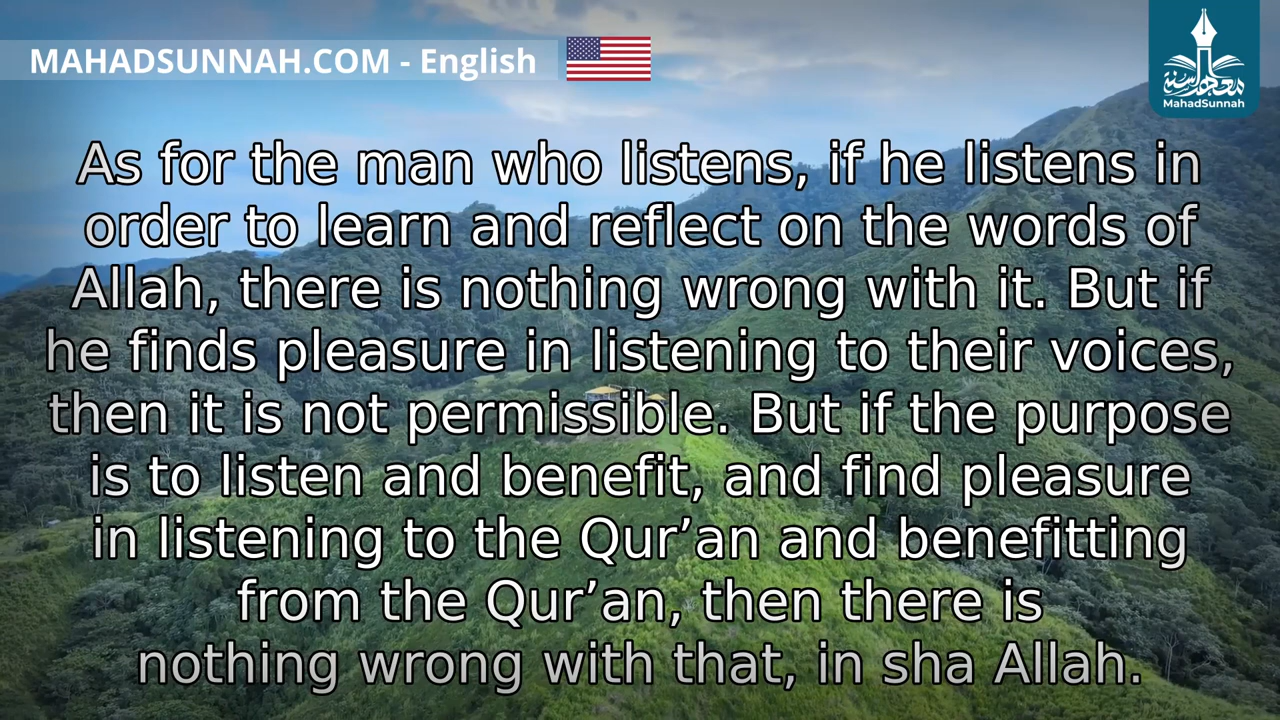 MAHADSUNNAH.COM - English
معهد السنة
MahadSunnah
As for the man who listens, if he listens in
order to learn and reflect on the words of
Allah, there is nothing wrong with it. But if
he finds pleasure in listening to their voices,
then it is not permissible. But if the purpose
is to listen and benefit, and find pleasure
in listening to the Qur’an and benefitting
from the Qur’an, then there is
nothing wrong with that, in sha Allah.